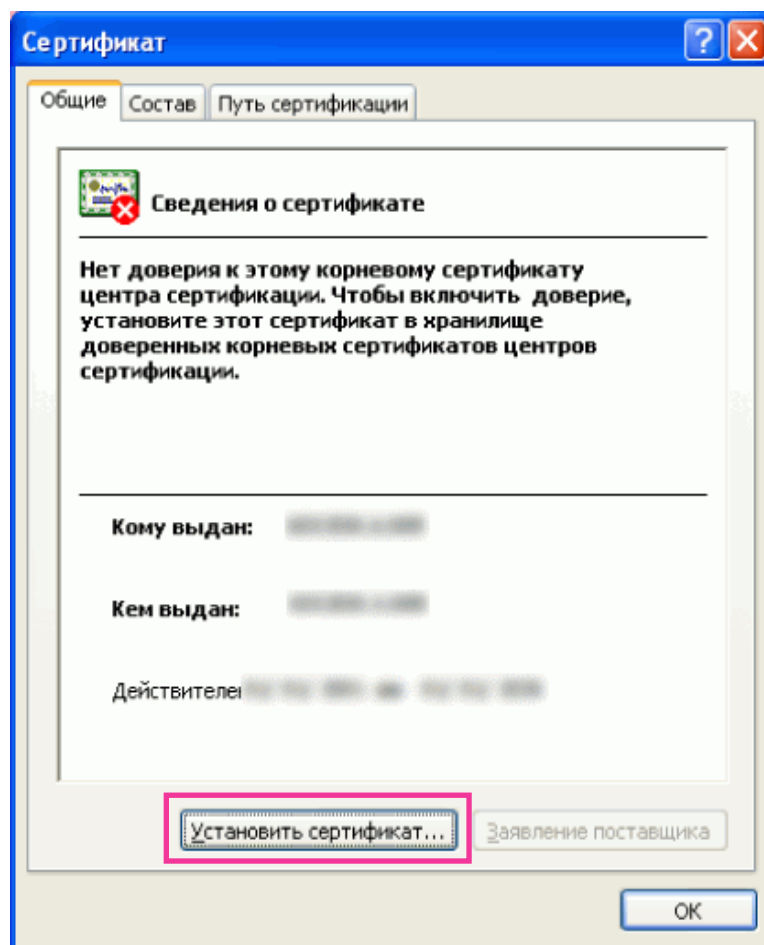 Сертификат
Общие Состав Путь сертификации
Сведения о сертификате
Нет доверия к этому корневому сертификату
центра сертификации. Чтобы включить доверие,
установите этот сертификат в хранилище
доверенных корневых сертификатов центров
сертификации.
Кому выдан:
Кем выдан:
Установить сертификат... Заявление поставщика
OK